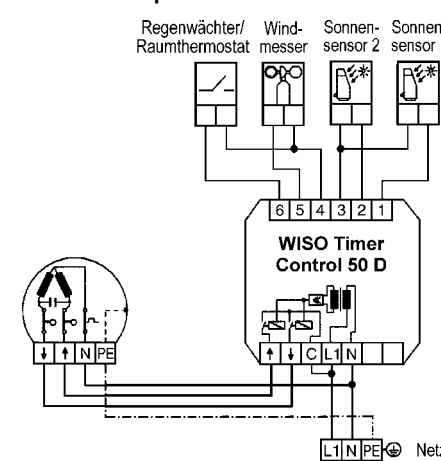 Regenwächter/ Wind- Sonnen- Sonnen
Raumthermostat messer sensor 2 sensor
6 5 4 3 2 1
WISO Timer
Control 50 D
↓ ↑ N PE
↑ ↓ C L1 N
L1 N PE Netz